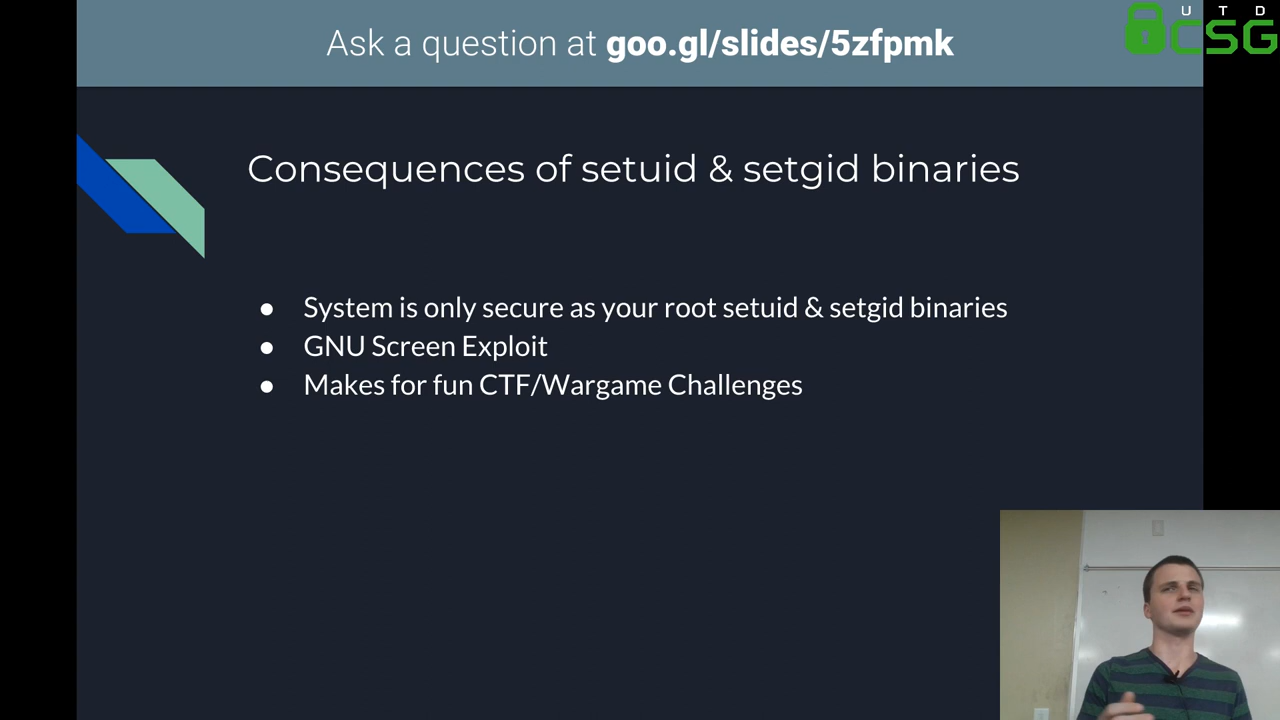 Ask a question at goo.gl/slides/5zfpmk
UTD
CSG
Consequences of setuid & setgid binaries
● System is only secure as your root setuid & setgid binaries
● GNU Screen Exploit
● Makes for fun CTF/Wargame Challenges